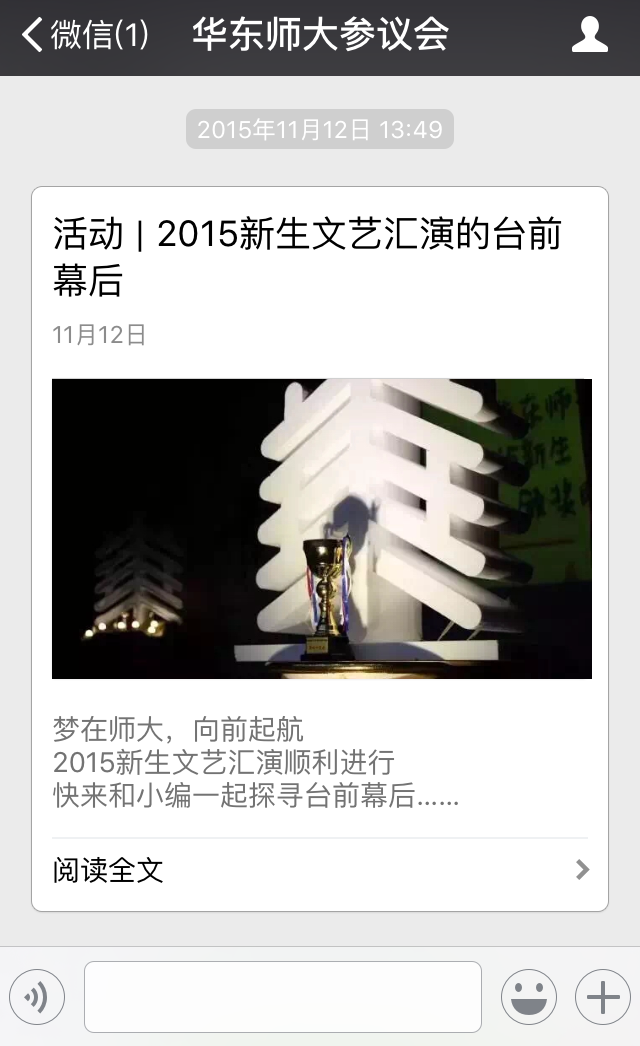 微信(1)
华东师大参议会
2015年11月12日 13:49
活动 | 2015新生文艺汇演的台前
幕后
11月12日
东师
新生
颁奖
梦在师大，向前起航
2015新生文艺汇演顺利进行
快来和小编一起探寻台前幕后……
阅读全文